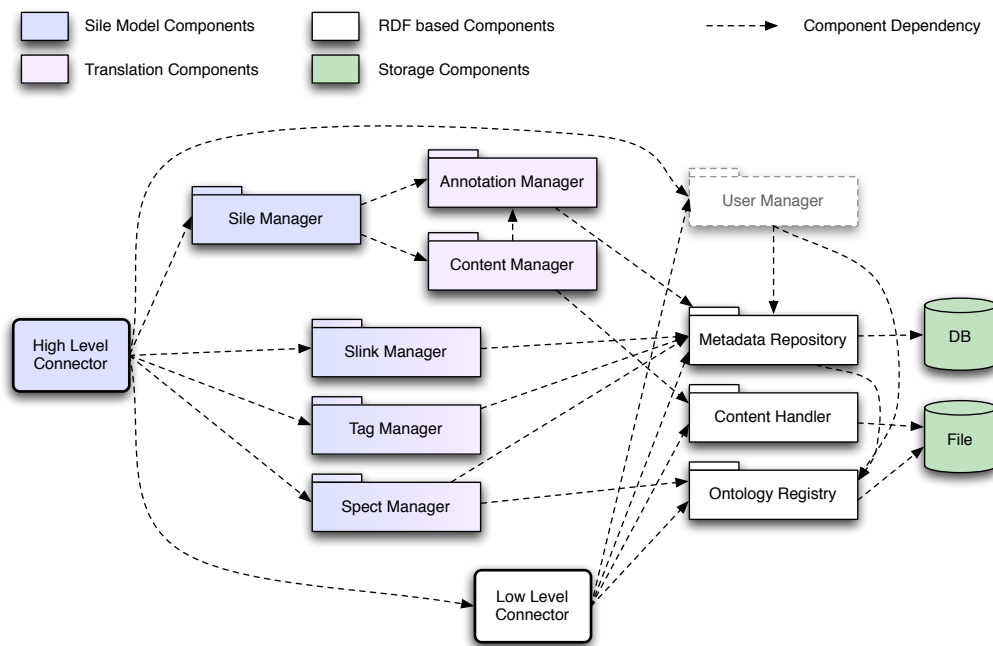 Sile Model Components
RDF based Components
Component Dependency
Translation Components
Storage Components
Annotation Manager
User Manager
Sile Manager
Content Manager
High Level
Connector
Slink Manager
Metadata Repository
DB
Tag Manager
Content Handler
File
Spect Manager
Ontology Registry
Low Level
Connector